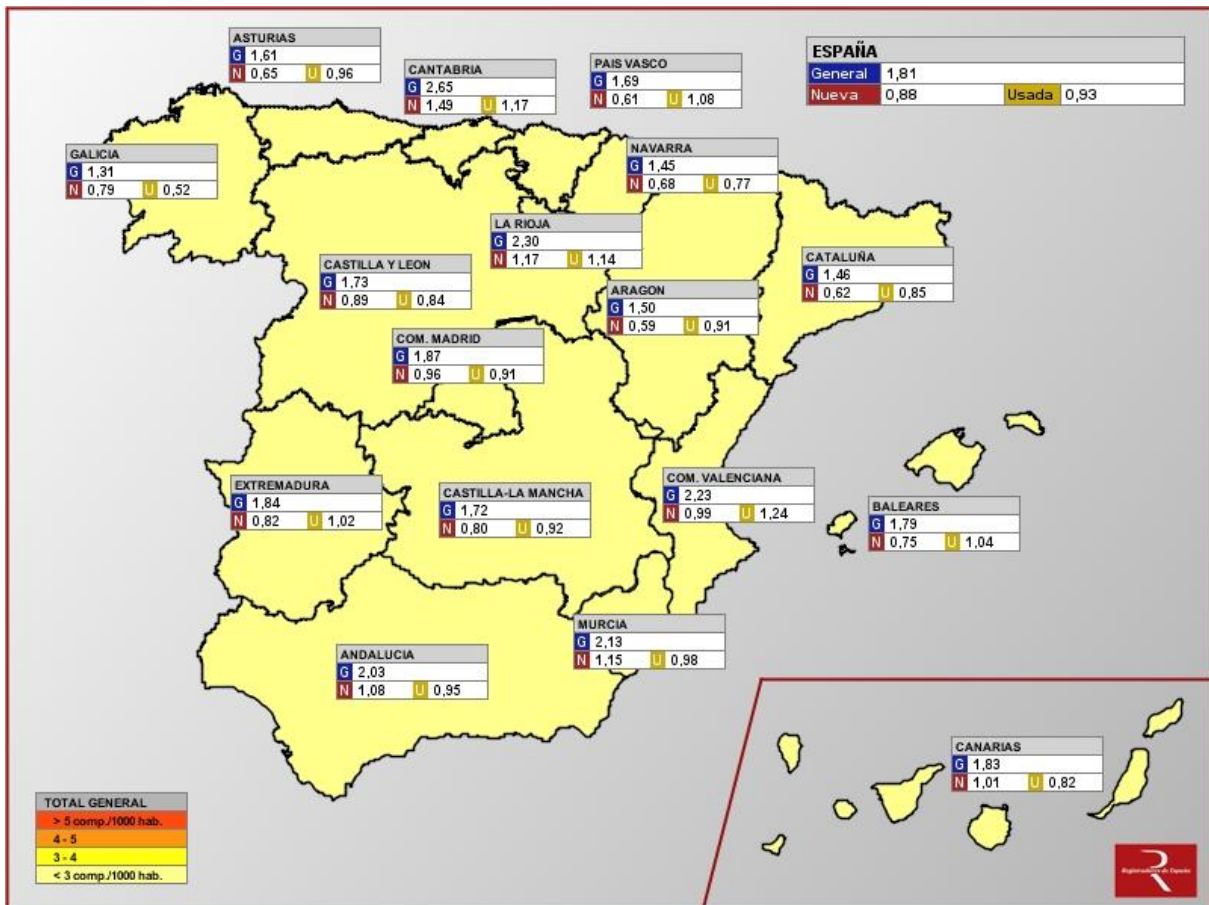 ASTURIAS
G 1,61
N 0,65 U 0,96
CANTABRIA
G 2,65
N 1,49 U 1,17
PAIS VASCO
G 1,69
N 0,61 U 1,08
ESPAÑA
General 1,81
Nueva 0,88 Usada 0,93
GALICIA
G 1,31
N 0,79 U 0,52
NAVARRA
G 1,45
N 0,68 U 0,77
LA RIOJA
G 2,30
N 1,17 U 1,14
CASTILLA Y LEON
G 1,73
N 0,89 U 0,84
CATALUÑA
G 1,46
N 0,62 U 0,85
ARAGON
G 1,50
N 0,59 U 0,91
COM. MADRID
G 1,87
N 0,96 U 0,91
EXTREMADURA
G 1,84
N 0,82 U 1,02
CASTILLA-LA MANCHA
G 1,72
N 0,80 U 0,92
COM. VALENCIANA
G 2,23
N 0,99 U 1,24
BALEARES
G 1,79
N 0,75 U 1,04
MURCIA
G 2,13
N 1,15 U 0,98
ANDALUCIA
G 2,03
N 1,08 U 0,95
CANARIAS
G 1,83
N 1,01 U 0,82
TOTAL GENERAL
> 5 comp./1000 hab.
4 - 5
3 - 4
< 3 comp./1000 hab.
R
Registradores de España